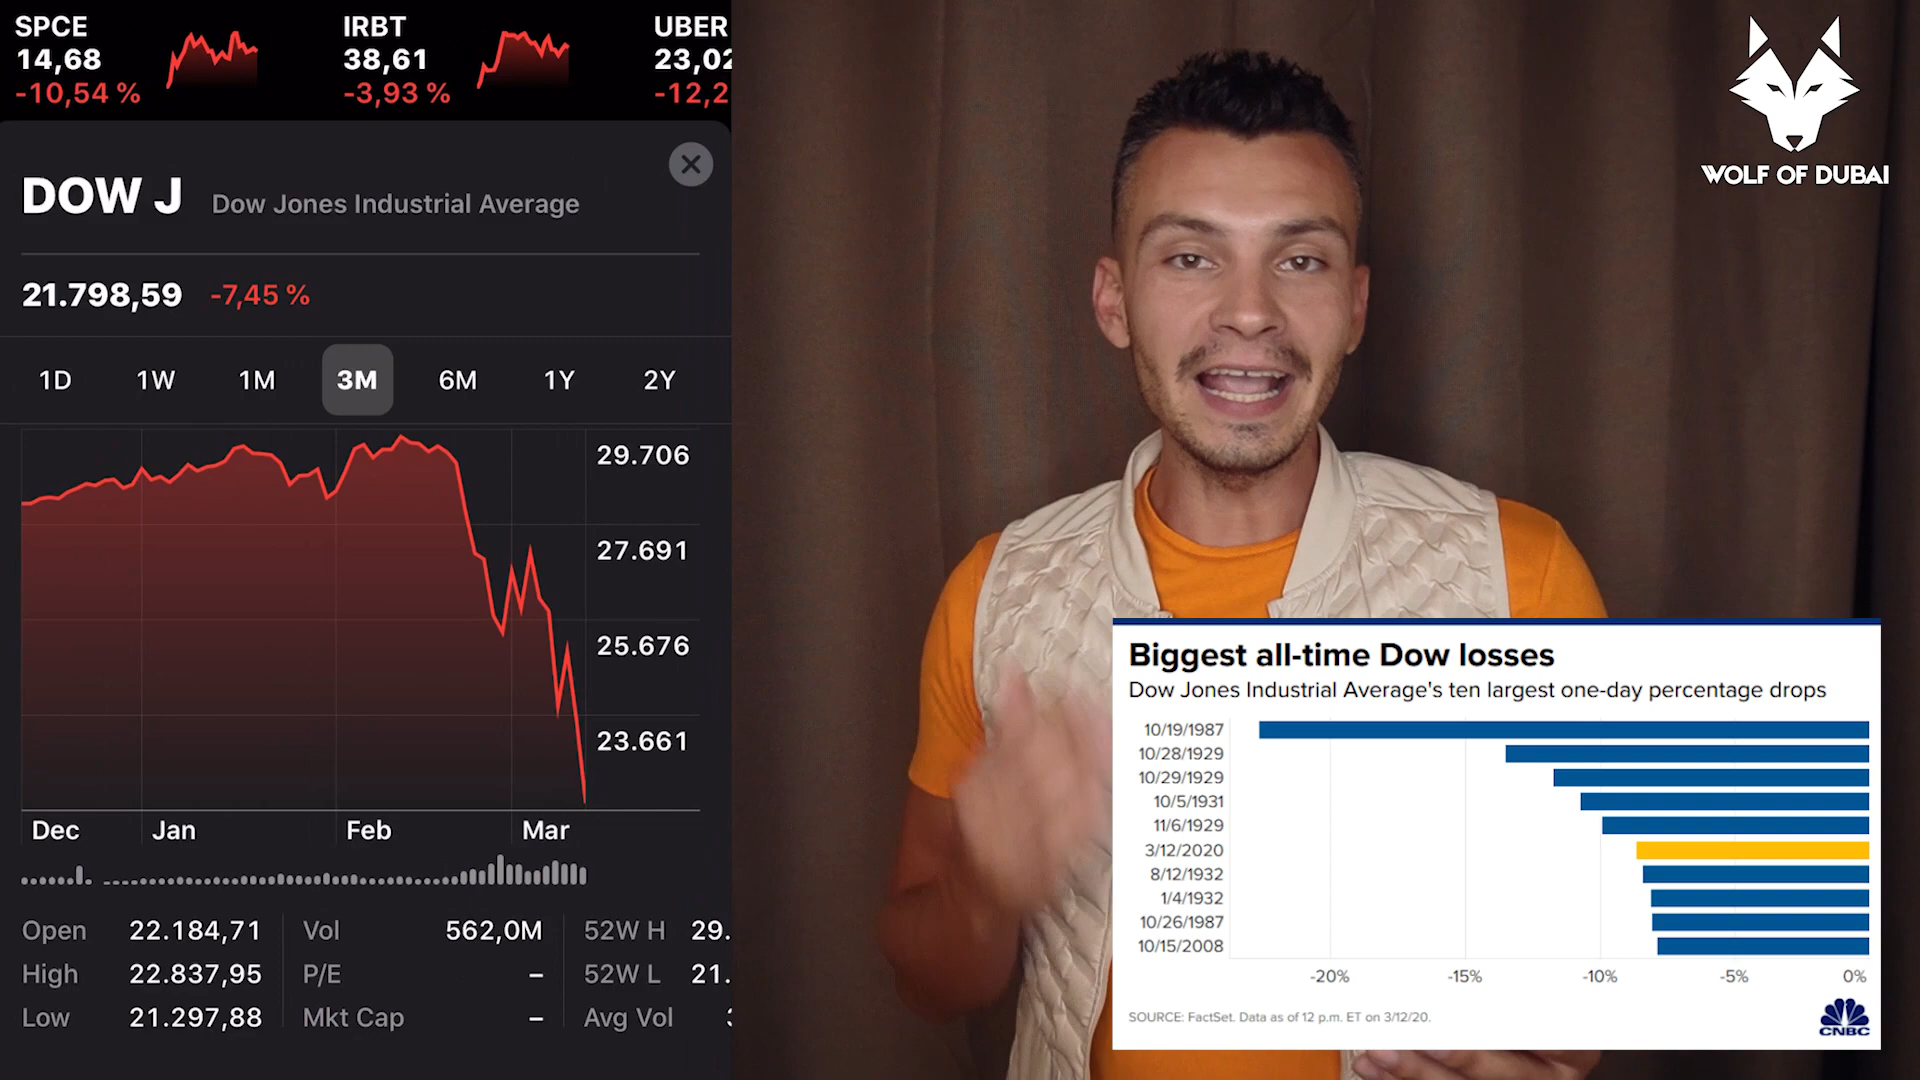 SPCE
14,68
-10,54 %
IRBT
38,61
-3,93 %
UBER
23,02
-12,2
WOLF OF DUBAI
DOW J Dow Jones Industrial Average
21.798,59 -7,45 %
1D 1W 1M 3M 6M 1Y 2Y
29.706
27.691
25.676
23.661
Dec Jan Feb Mar
Open 22.184,71
High 22.837,95
Low 21.297,88
Vol 562,0M
P/E –
Mkt Cap –
52W H 29.
52W L 21.
Avg Vol
Biggest all-time Dow losses
Dow Jones Industrial Average's ten largest one-day percentage drops
10/19/1987
10/28/1929
10/29/1929
10/5/1931
11/6/1929
3/12/2020
8/12/1932
1/4/1932
10/26/1987
10/15/2008
-20% -15% -10% -5% 0%
SOURCE: FactSet. Data as of 12 p.m. ET on 3/12/20.
CNBC